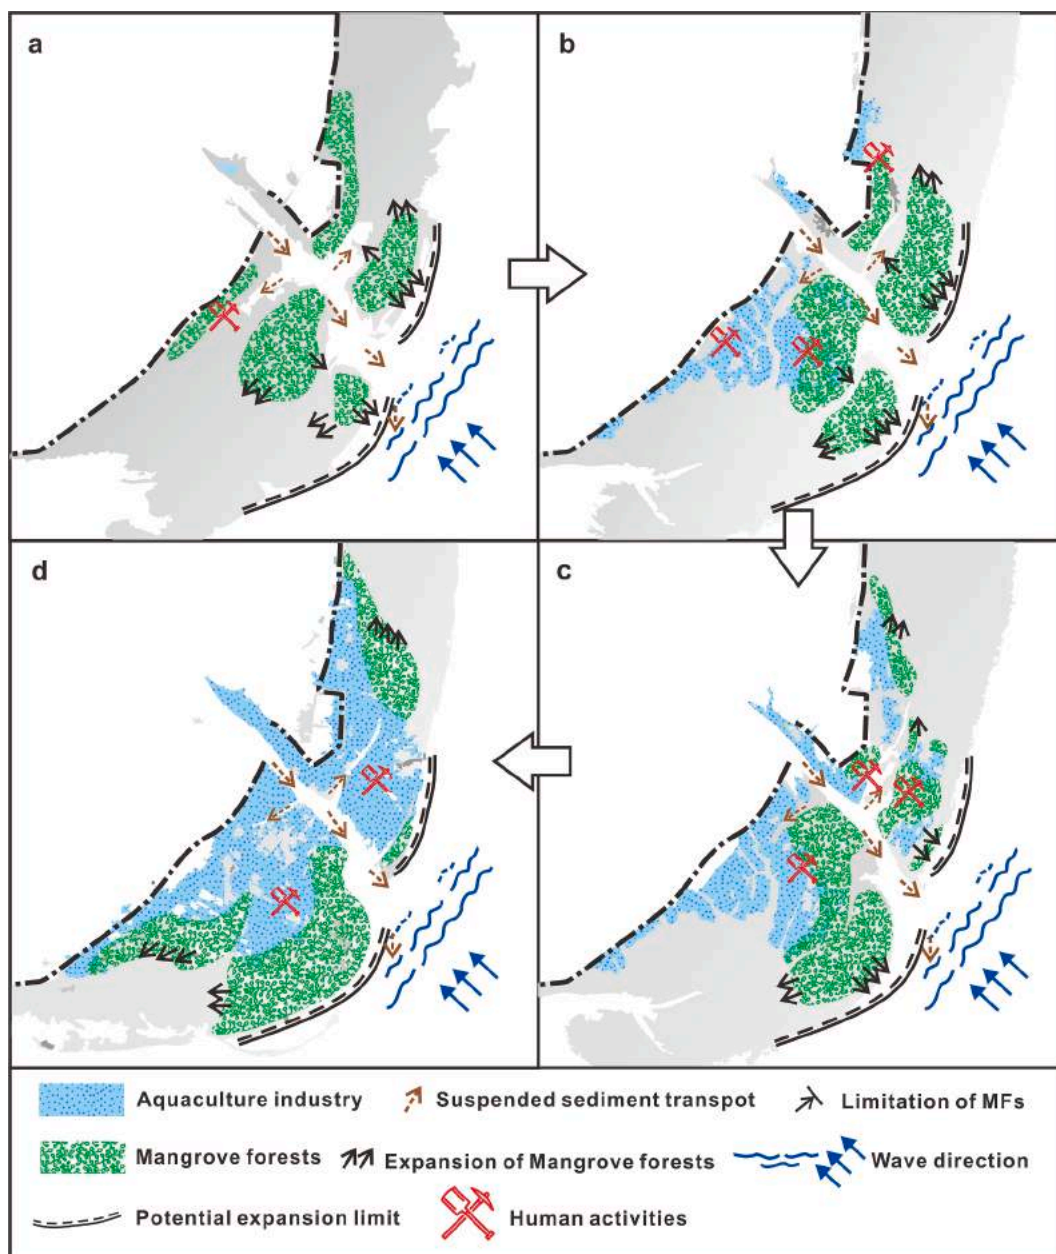 a
b
d
c
Aquaculture industry
Suspended sediment transpot
Limitation of MFs
Mangrove forests
Expansion of Mangrove forests
Wave direction
Potential expansion limit
Human activities